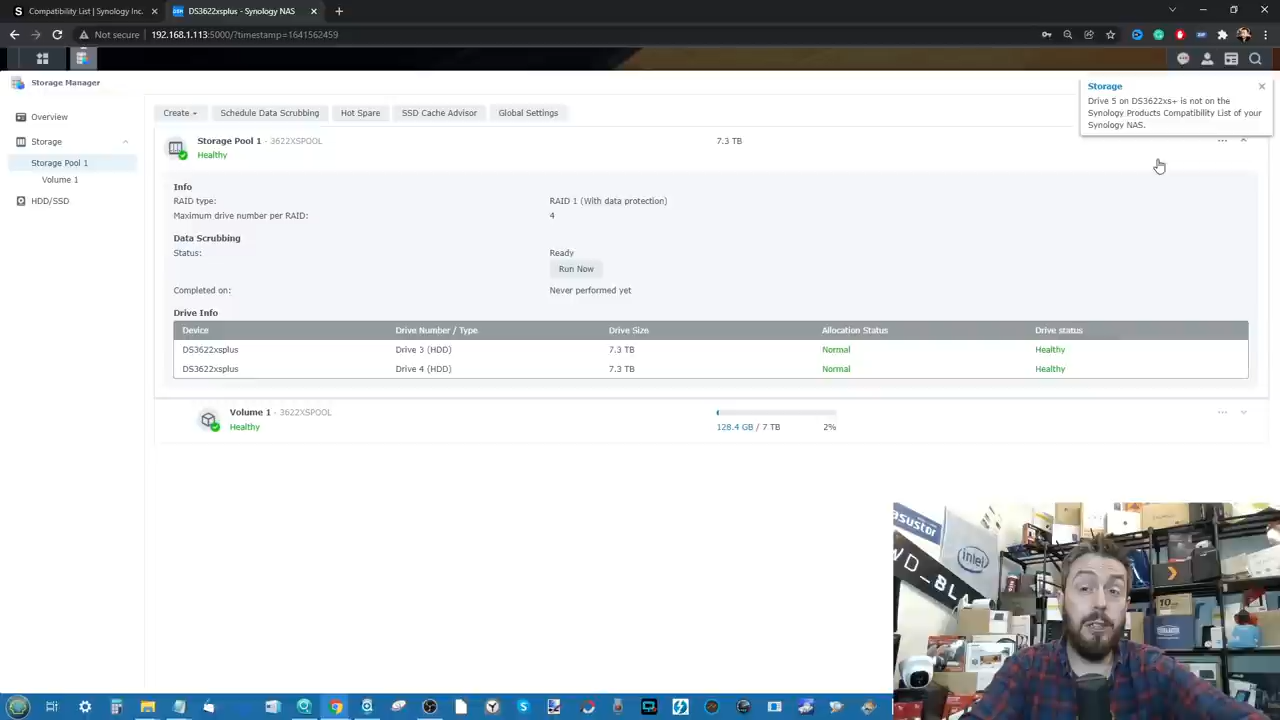 Compatibility List | Synology Inc.
DS3622xsplus - Synology NAS
Not secure
192.168.1.113:5000/?timestamp=1641562459
Storage Manager
Storage
Drive 5 on DS3622xs+ is not on the
Synology Products Compatibility List of your
Synology NAS.
Overview
Storage
Storage Pool 1
Volume 1
HDD/SSD
Create
Schedule Data Scrubbing
Hot Spare
SSD Cache Advisor
Global Settings
Storage Pool 1 - 3622XSPOOL
7.3 TB
Healthy
Info
RAID type:
RAID 1 (With data protection)
Maximum drive number per RAID:
4
Data Scrubbing
Status:
Ready
Run Now
Completed on:
Never performed yet
Drive Info
Device
Drive Number / Type
Drive Size
Allocation Status
Drive status
DS3622xsplus
Drive 3 (HDD)
7.3 TB
Normal
Healthy
DS3622xsplus
Drive 4 (HDD)
7.3 TB
Normal
Healthy
Volume 1 - 3622XSPOOL
Healthy
128.4 GB / 7 TB
2%
asustor
intel
WD_BLA